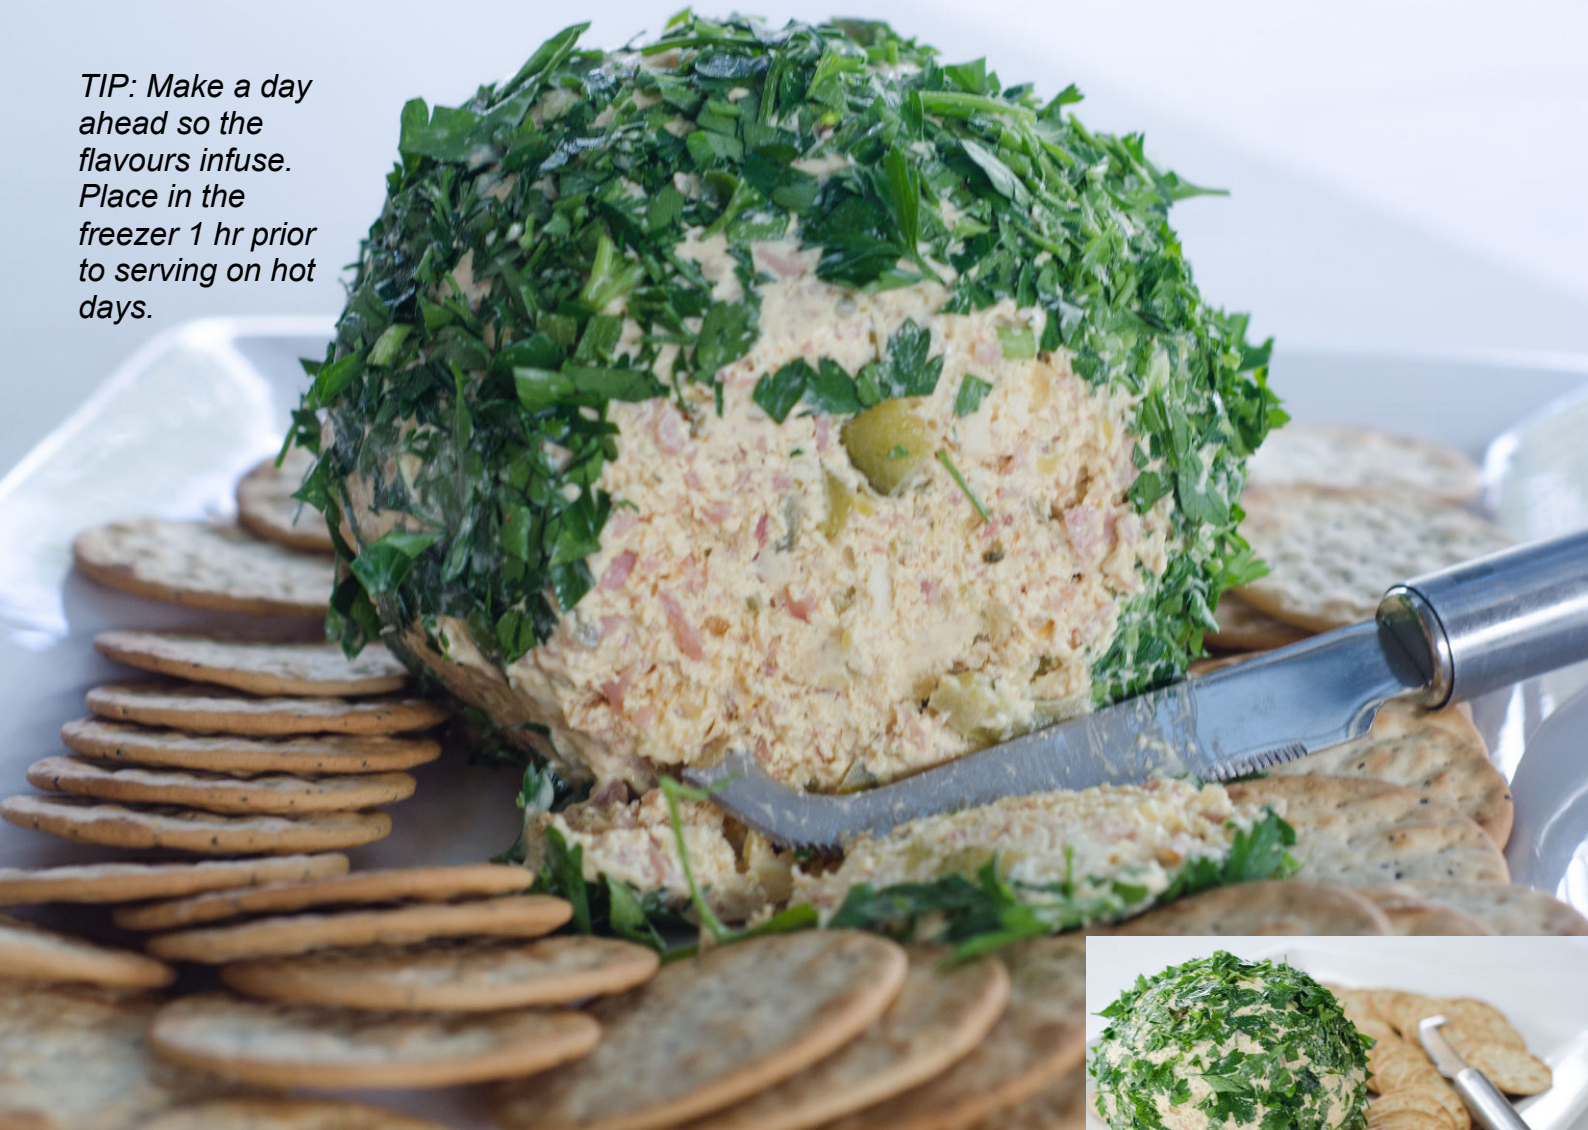 TIP: Make a day
ahead so the
flavours infuse.
Place in the
freezer 1 hr prior
to serving on hot
days.